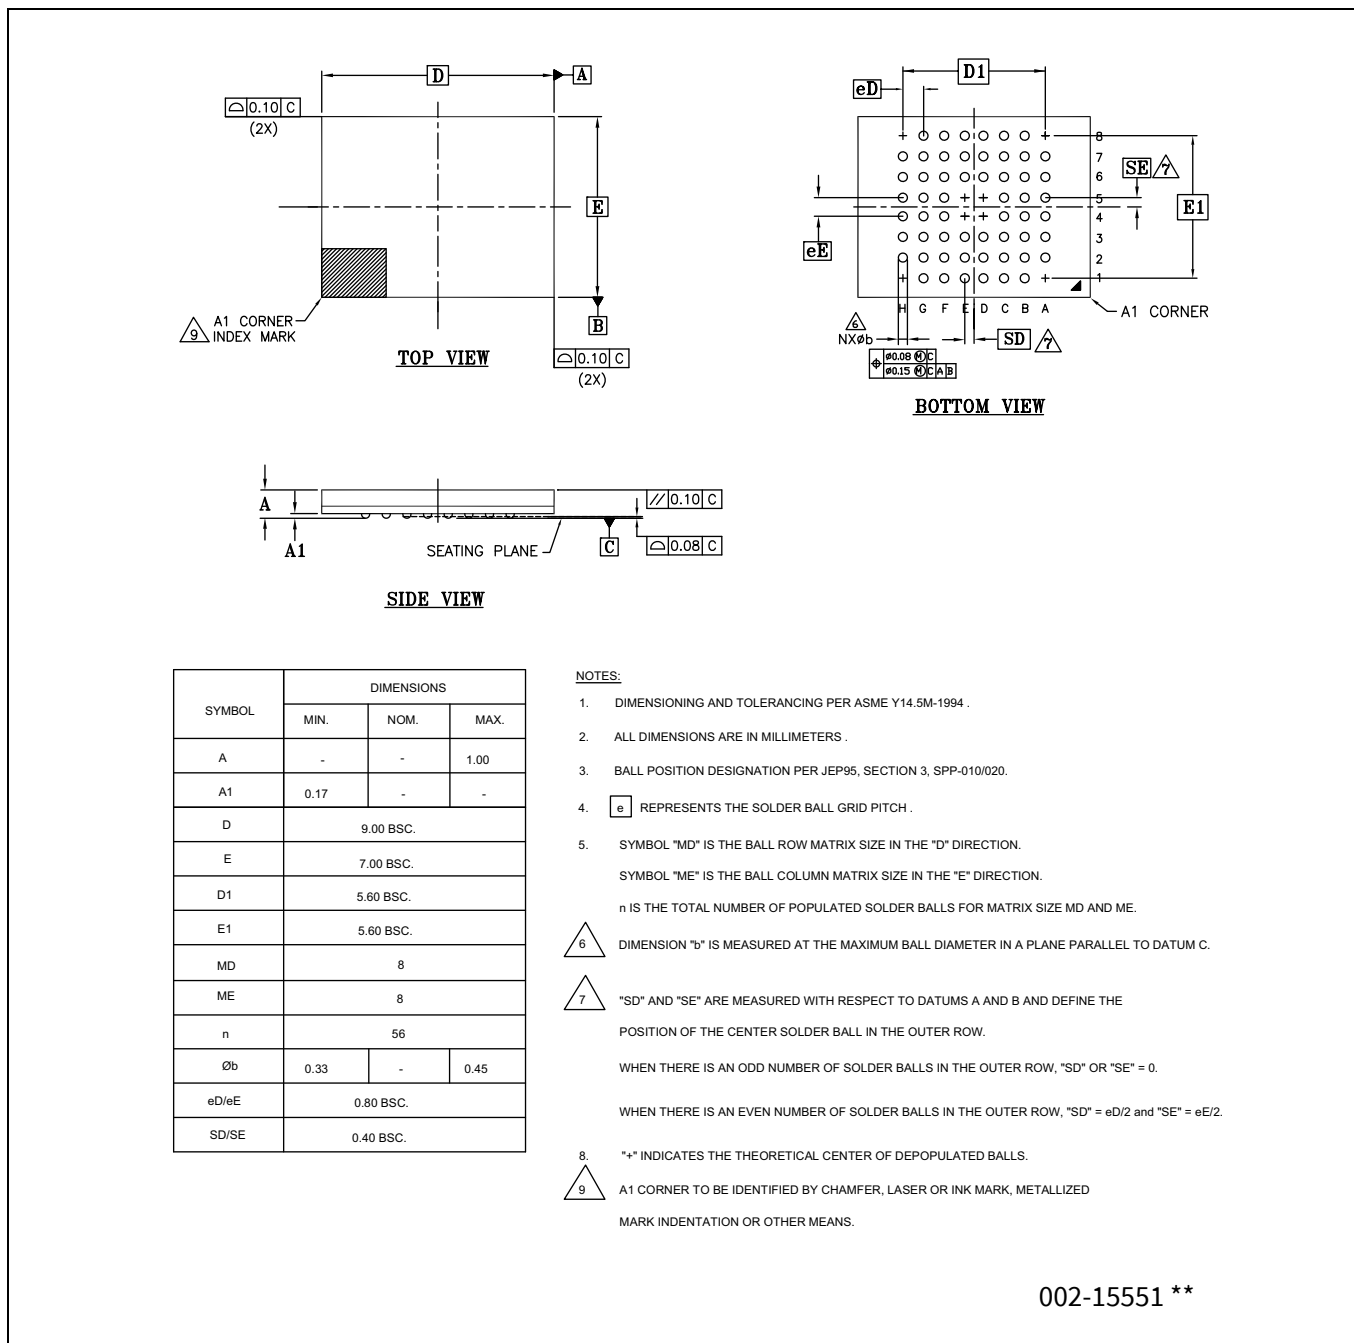 D
A
0.10 C
(2X)
E
B
9
A1 CORNER
INDEX MARK
TOP VIEW
0.10 C
(2X)
D1
eD
8
7
6
5
4
3
2
1
SE 7
E1
eE
H G F E D C B A
A1 CORNER
6
NXøb
SD 7
ø0.08 M C
ø0.15 M C A B
BOTTOM VIEW
A
A1
// 0.10 C
SEATING PLANE
C
0.08 C
SIDE VIEW
SYMBOL DIMENSIONS
MIN. NOM. MAX.
A - - 1.00
A1 0.17 - -
D 9.00 BSC.
E 7.00 BSC.
D1 5.60 BSC.
E1 5.60 BSC.
MD 8
ME 8
n 56
Øb 0.33 - 0.45
eD/eE 0.80 BSC.
SD/SE 0.40 BSC.
NOTES:
1. DIMENSIONING AND TOLERANCING PER ASME Y14.5M-1994 .
2. ALL DIMENSIONS ARE IN MILLIMETERS .
3. BALL POSITION DESIGNATION PER JEP95, SECTION 3, SPP-010/020.
4. e REPRESENTS THE SOLDER BALL GRID PITCH .
5. SYMBOL "MD" IS THE BALL ROW MATRIX SIZE IN THE "D" DIRECTION.
SYMBOL "ME" IS THE BALL COLUMN MATRIX SIZE IN THE "E" DIRECTION.
n IS THE TOTAL NUMBER OF POPULATED SOLDER BALLS FOR MATRIX SIZE MD AND ME.
6 DIMENSION "b" IS MEASURED AT THE MAXIMUM BALL DIAMETER IN A PLANE PARALLEL TO DATUM C.
7 "SD" AND "SE" ARE MEASURED WITH RESPECT TO DATUMS A AND B AND DEFINE THE
POSITION OF THE CENTER SOLDER BALL IN THE OUTER ROW.
WHEN THERE IS AN ODD NUMBER OF SOLDER BALLS IN THE OUTER ROW, "SD" OR "SE" = 0.
WHEN THERE IS AN EVEN NUMBER OF SOLDER BALLS IN THE OUTER ROW, "SD" = eD/2 and "SE" = eE/2.
8. "+" INDICATES THE THEORETICAL CENTER OF DEPOPULATED BALLS.
9 A1 CORNER TO BE IDENTIFIED BY CHAMFER, LASER OR INK MARK, METALLIZED
MARK INDENTATION OR OTHER MEANS.
002-15551 **